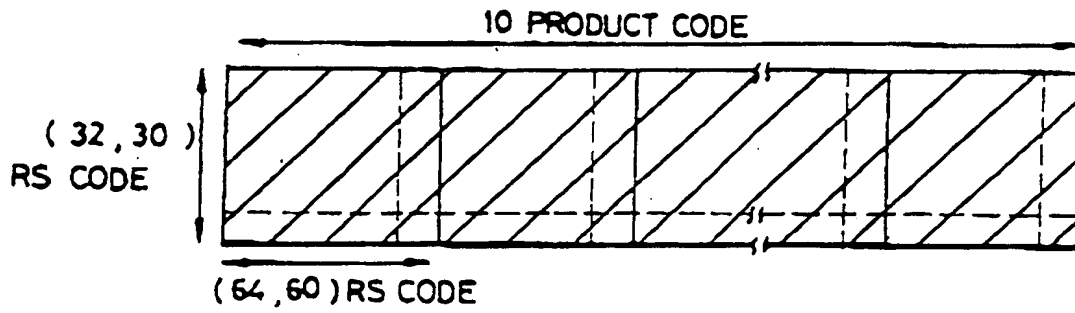 10 PRODUCT CODE
( 32 , 30 )
RS CODE
( 64 , 60 ) RS CODE